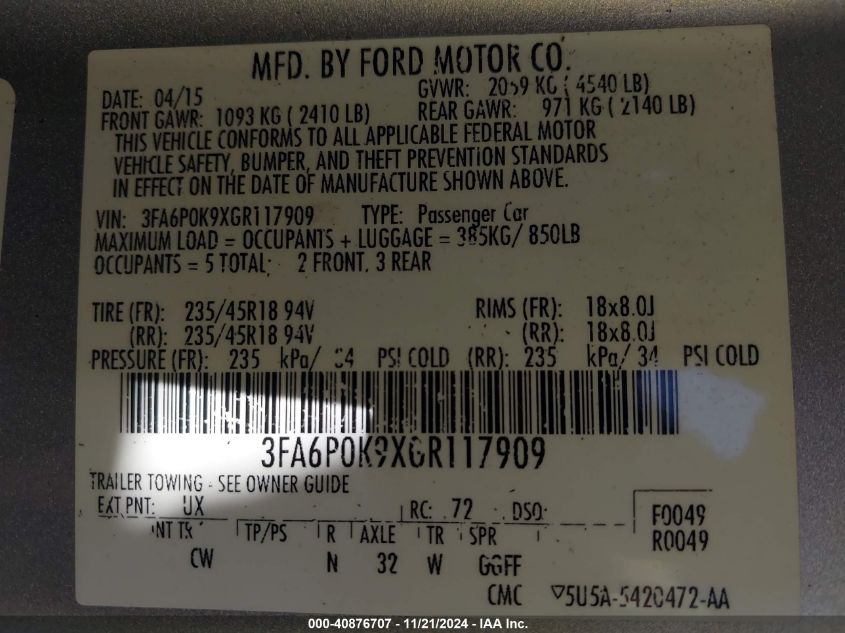 MFD. BY FORD MOTOR CO.
DATE: 04/15 GVWR: 2059 KG ( 4540 LB)
FRONT GAWR: 1093 KG ( 2410 LB) REAR GAWR: 971 KG ( 2140 LB)
THIS VEHICLE CONFORMS TO ALL APPLICABLE FEDERAL MOTOR
VEHICLE SAFETY, BUMPER, AND THEFT PREVENTION STANDARDS
IN EFFECT ON THE DATE OF MANUFACTURE SHOWN ABOVE.
VIN: 3FA6P0K9XGR117909 TYPE: Passenger Car
MAXIMUM LOAD = OCCUPANTS + LUGGAGE = 385KG/ 850LB
OCCUPANTS = 5 TOTAL: 2 FRONT, 3 REAR
TIRE (FR): 235/45R18 94V RIMS (FR): 18x8.0J
(RR): 235/45R18 94V (RR): 18x8.0J
PRESSURE (FR): 235 kPa/ 34 PSI COLD (RR): 235 kPa/ 34 PSI COLD
3FA6P0K9XGR117909
TRAILER TOWING - SEE OWNER GUIDE
EXT PNT: UX RC: 72 DSO: F0049
INT TR TP/PS R AXLE TR SPR R0049
CW N 32 W GGFF
CMC ▽5U5A-5420472-AA
000-40876707 - 11/21/2024 - IAA Inc.